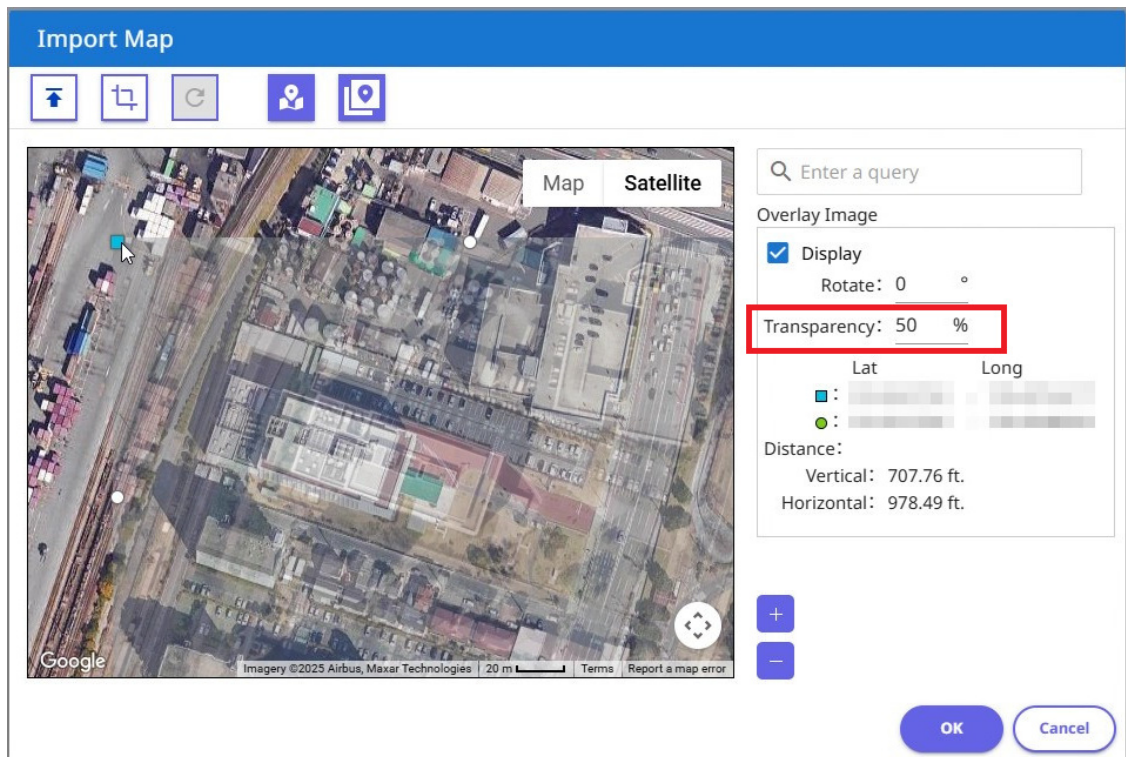 Import Map
Map Satellite
Enter a query
Overlay Image
Display
Rotate: 0 °
Transparency: 50 %
Lat Long
:
:
Distance:
Vertical: 707.76 ft.
Horizontal: 978.49 ft.
Google
Imagery ©2025 Airbus, Maxar Technologies 20 m Terms Report a map error
+
−
OK Cancel